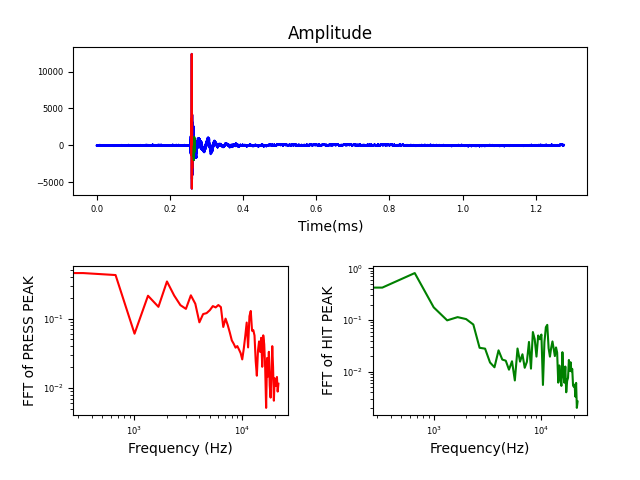 Amplitude
10000
5000
0
−5000
0.0 0.2 0.4 0.6 0.8 1.0 1.2
Time(ms)
FFT of PRESS PEAK
10⁻¹
10⁻²
10³ 10⁴
Frequency (Hz)
FFT of HIT PEAK
10⁰
10⁻¹
10⁻²
10³ 10⁴
Frequency(Hz)